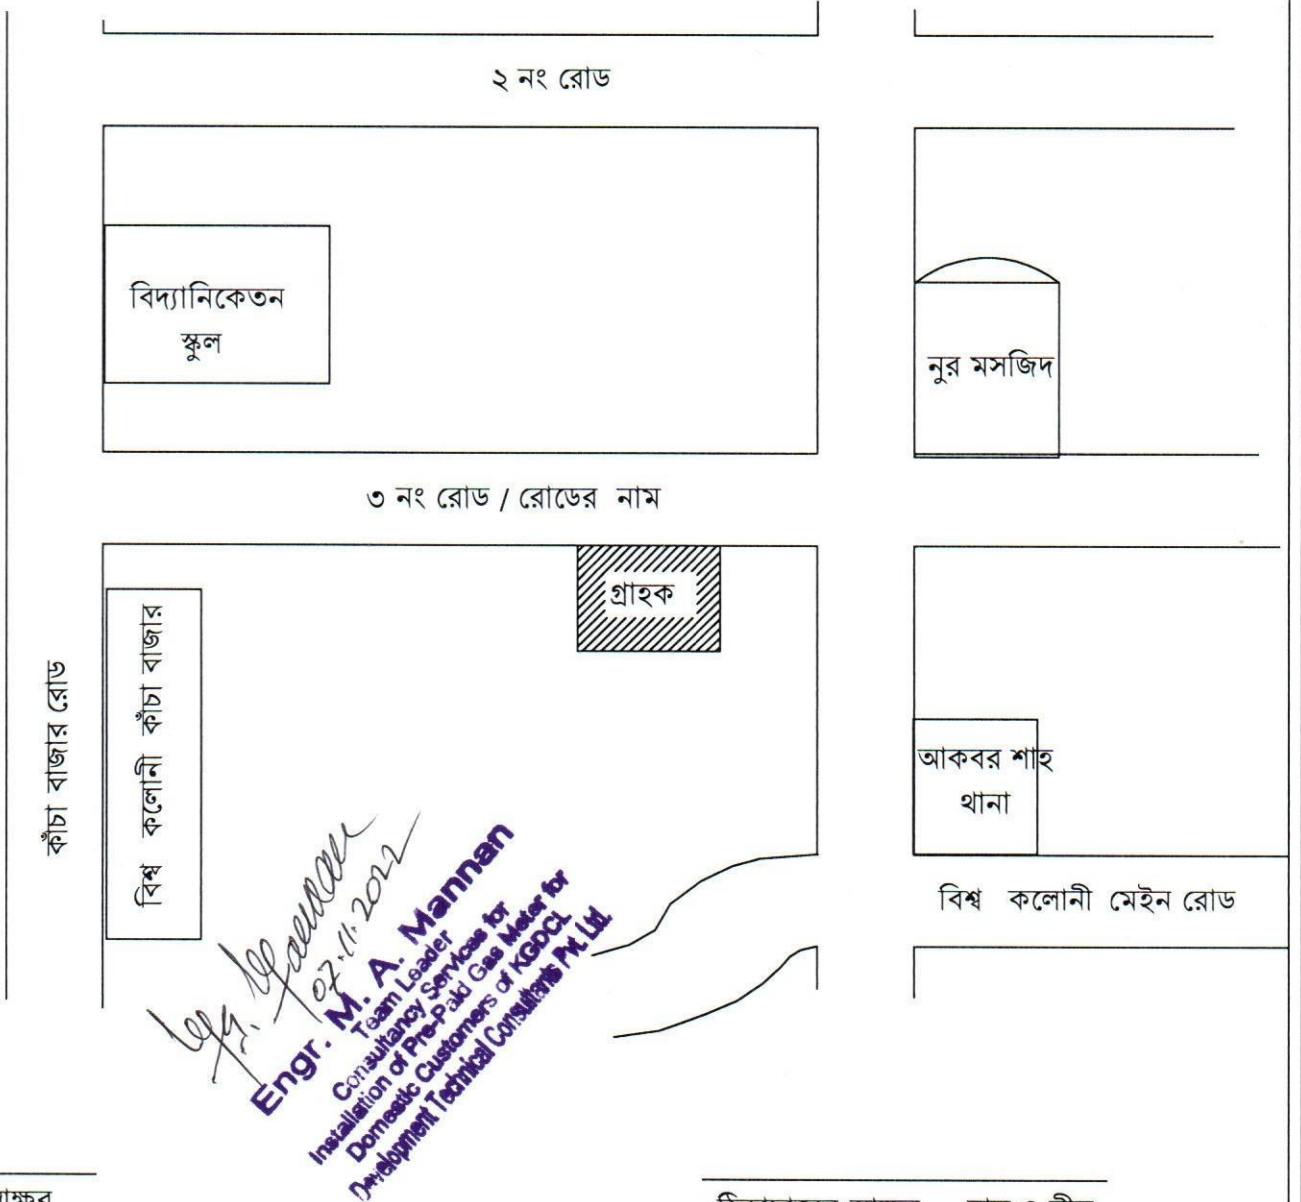 ২ নং রোড
বিদ্যানিকেতন
স্কুল
নুর মসজিদ
৩ নং রোড / রোডের নাম
গ্রাহক
কাঁচা বাজার রোড
বিশ্ব কলোনী কাঁচা বাজার
আকবর শাহ
থানা
বিশ্ব কলোনী মেইন রোড
07.11.2022
Engr. M. A. Mannan
Team Leader
Consultancy Services for
Installation of Pre-Paid Gas Meter for
Domestic Customers of KGDCL
Development Technical Consultants Pvt. Ltd.